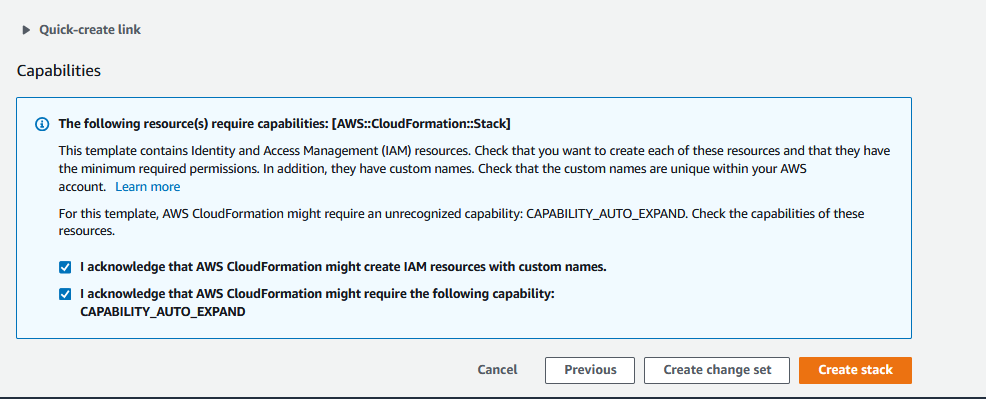 Quick-create link
Capabilities
The following resource(s) require capabilities: [AWS::CloudFormation::Stack]
This template contains Identity and Access Management (IAM) resources. Check that you want to create each of these resources and that they have
the minimum required permissions. In addition, they have custom names. Check that the custom names are unique within your AWS
account. Learn more
For this template, AWS CloudFormation might require an unrecognized capability: CAPABILITY_AUTO_EXPAND. Check the capabilities of these
resources.
I acknowledge that AWS CloudFormation might create IAM resources with custom names.
I acknowledge that AWS CloudFormation might require the following capability:
CAPABILITY_AUTO_EXPAND
Cancel Previous Create change set Create stack